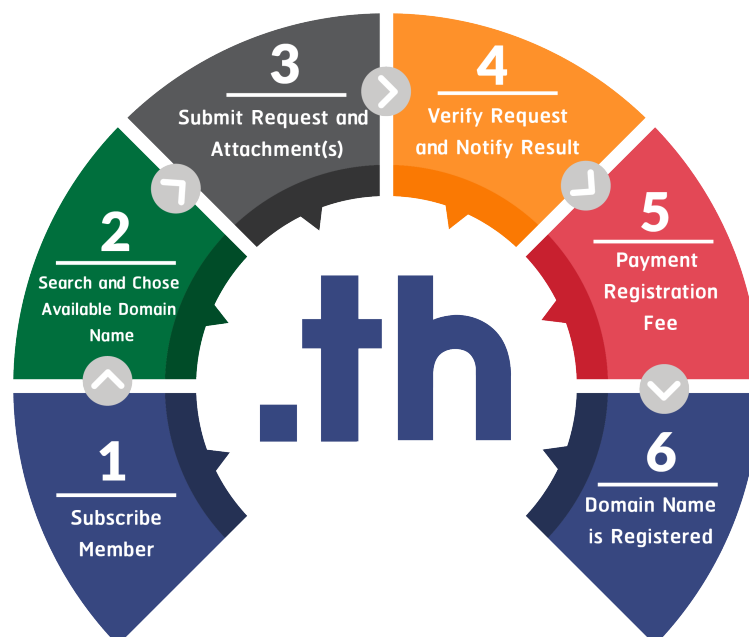 1
Subscribe
Member
2
Search and Chose
Available Domain
Name
3
Submit Request and
Attachment(s)
4
Verify Request
and Notify Result
5
Payment
Registration
Fee
6
Domain Name
is Registered
.th